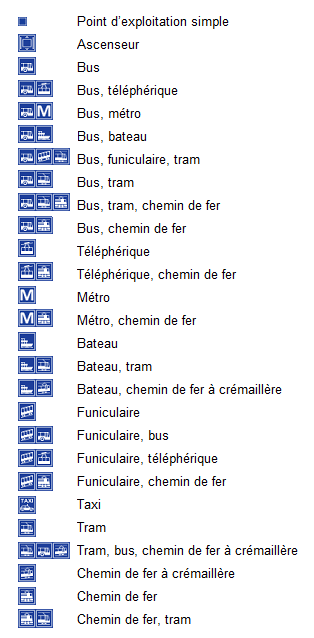 Point d'exploitation simple
Ascenseur
Bus
Bus, téléphérique
M Bus, métro
Bus, bateau
Bus, funiculaire, tram
Bus, tram
Bus, tram, chemin de fer
Bus, chemin de fer
Téléphérique
Téléphérique, chemin de fer
M Métro
M Métro, chemin de fer
Bateau
Bateau, tram
Bateau, chemin de fer à crémaillère
Funiculaire
Funiculaire, bus
Funiculaire, téléphérique
Funiculaire, chemin de fer
TAXI Taxi
Tram
Tram, bus, chemin de fer à crémaillère
Chemin de fer à crémaillère
Chemin de fer
Chemin de fer, tram